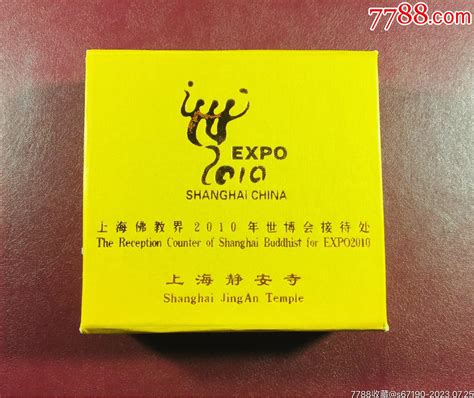 7788.com
EXPO
2010
SHANGHAI CHINA
上海佛教界2010年世博会接待处
The Reception Counter of Shanghai Buddhist for EXPO2010
上海静安寺
Shanghai JingAn Temple
7788收藏@s67190-2023.07.26